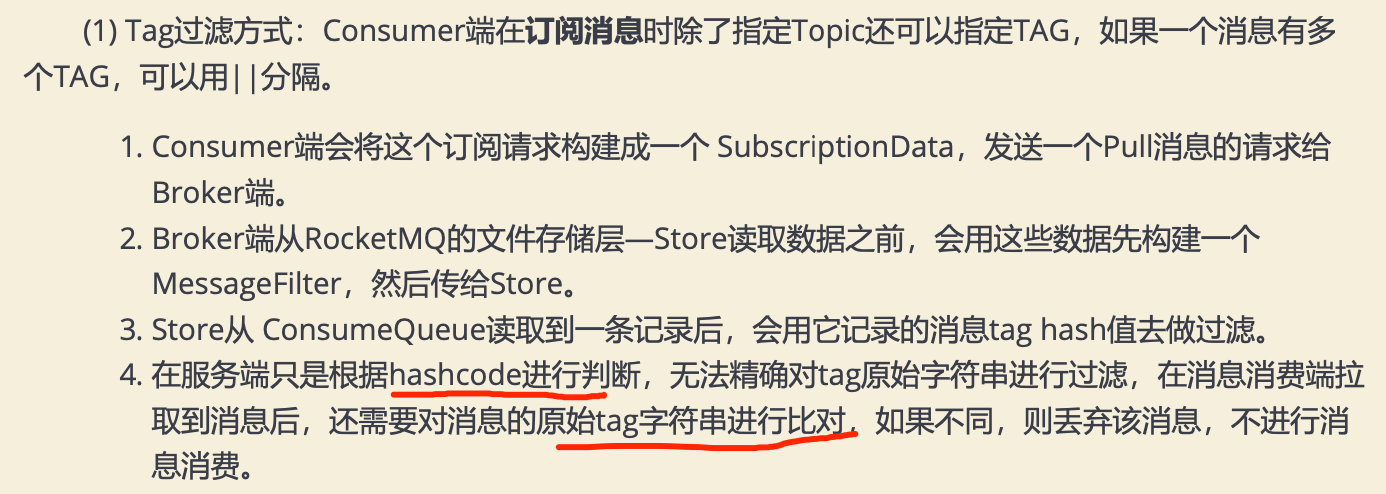 (1) Tag过滤方式：Consumer端在订阅消息时除了指定Topic还可以指定TAG，如果一个消息有多
个TAG，可以用||分隔。
1. Consumer端会将这个订阅请求构建成一个 SubscriptionData，发送一个Pull消息的请求给
Broker端。
2. Broker端从RocketMQ的文件存储层—Store读取数据之前，会用这些数据先构建一个
MessageFilter，然后传给Store。
3. Store从 ConsumeQueue读取到一条记录后，会用它记录的消息tag hash值去做过滤。
4. 在服务端只是根据hashcode进行判断，无法精确对tag原始字符串进行过滤，在消息消费端拉
取到消息后，还需要对消息的原始tag字符串进行比对，如果不同，则丢弃该消息，不进行消
息消费。